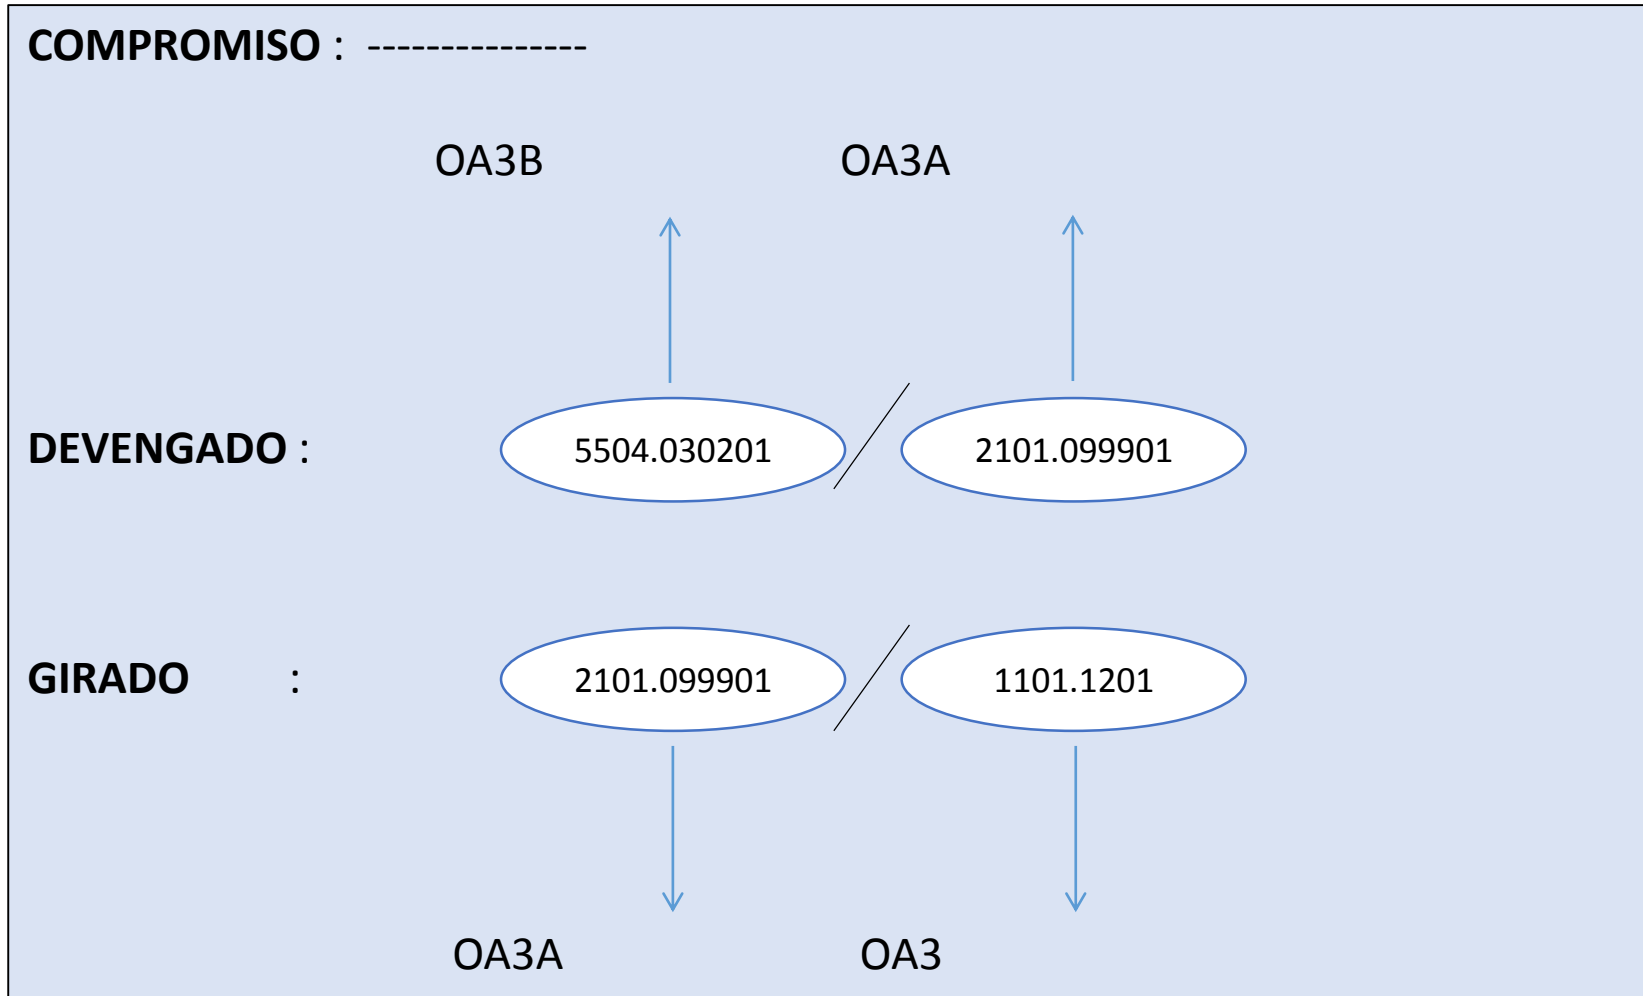 COMPROMISO : ---------------
OA3B OA3A
DEVENGADO : 5504.030201 / 2101.099901
GIRADO : 2101.099901 / 1101.1201
OA3A OA3